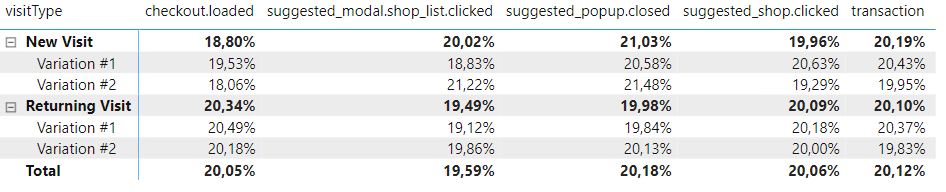 visitType checkout.loaded suggested_modal.shop_list.clicked suggested_popup.closed suggested_shop.clicked transaction
New Visit 18,80% 20,02% 21,03% 19,96% 20,19%
Variation #1 19,53% 18,83% 20,58% 20,63% 20,43%
Variation #2 18,06% 21,22% 21,48% 19,29% 19,95%
Returning Visit 20,34% 19,49% 19,98% 20,09% 20,10%
Variation #1 20,49% 19,12% 19,84% 20,18% 20,37%
Variation #2 20,18% 19,86% 20,13% 20,00% 19,83%
Total 20,05% 19,59% 20,18% 20,06% 20,12%